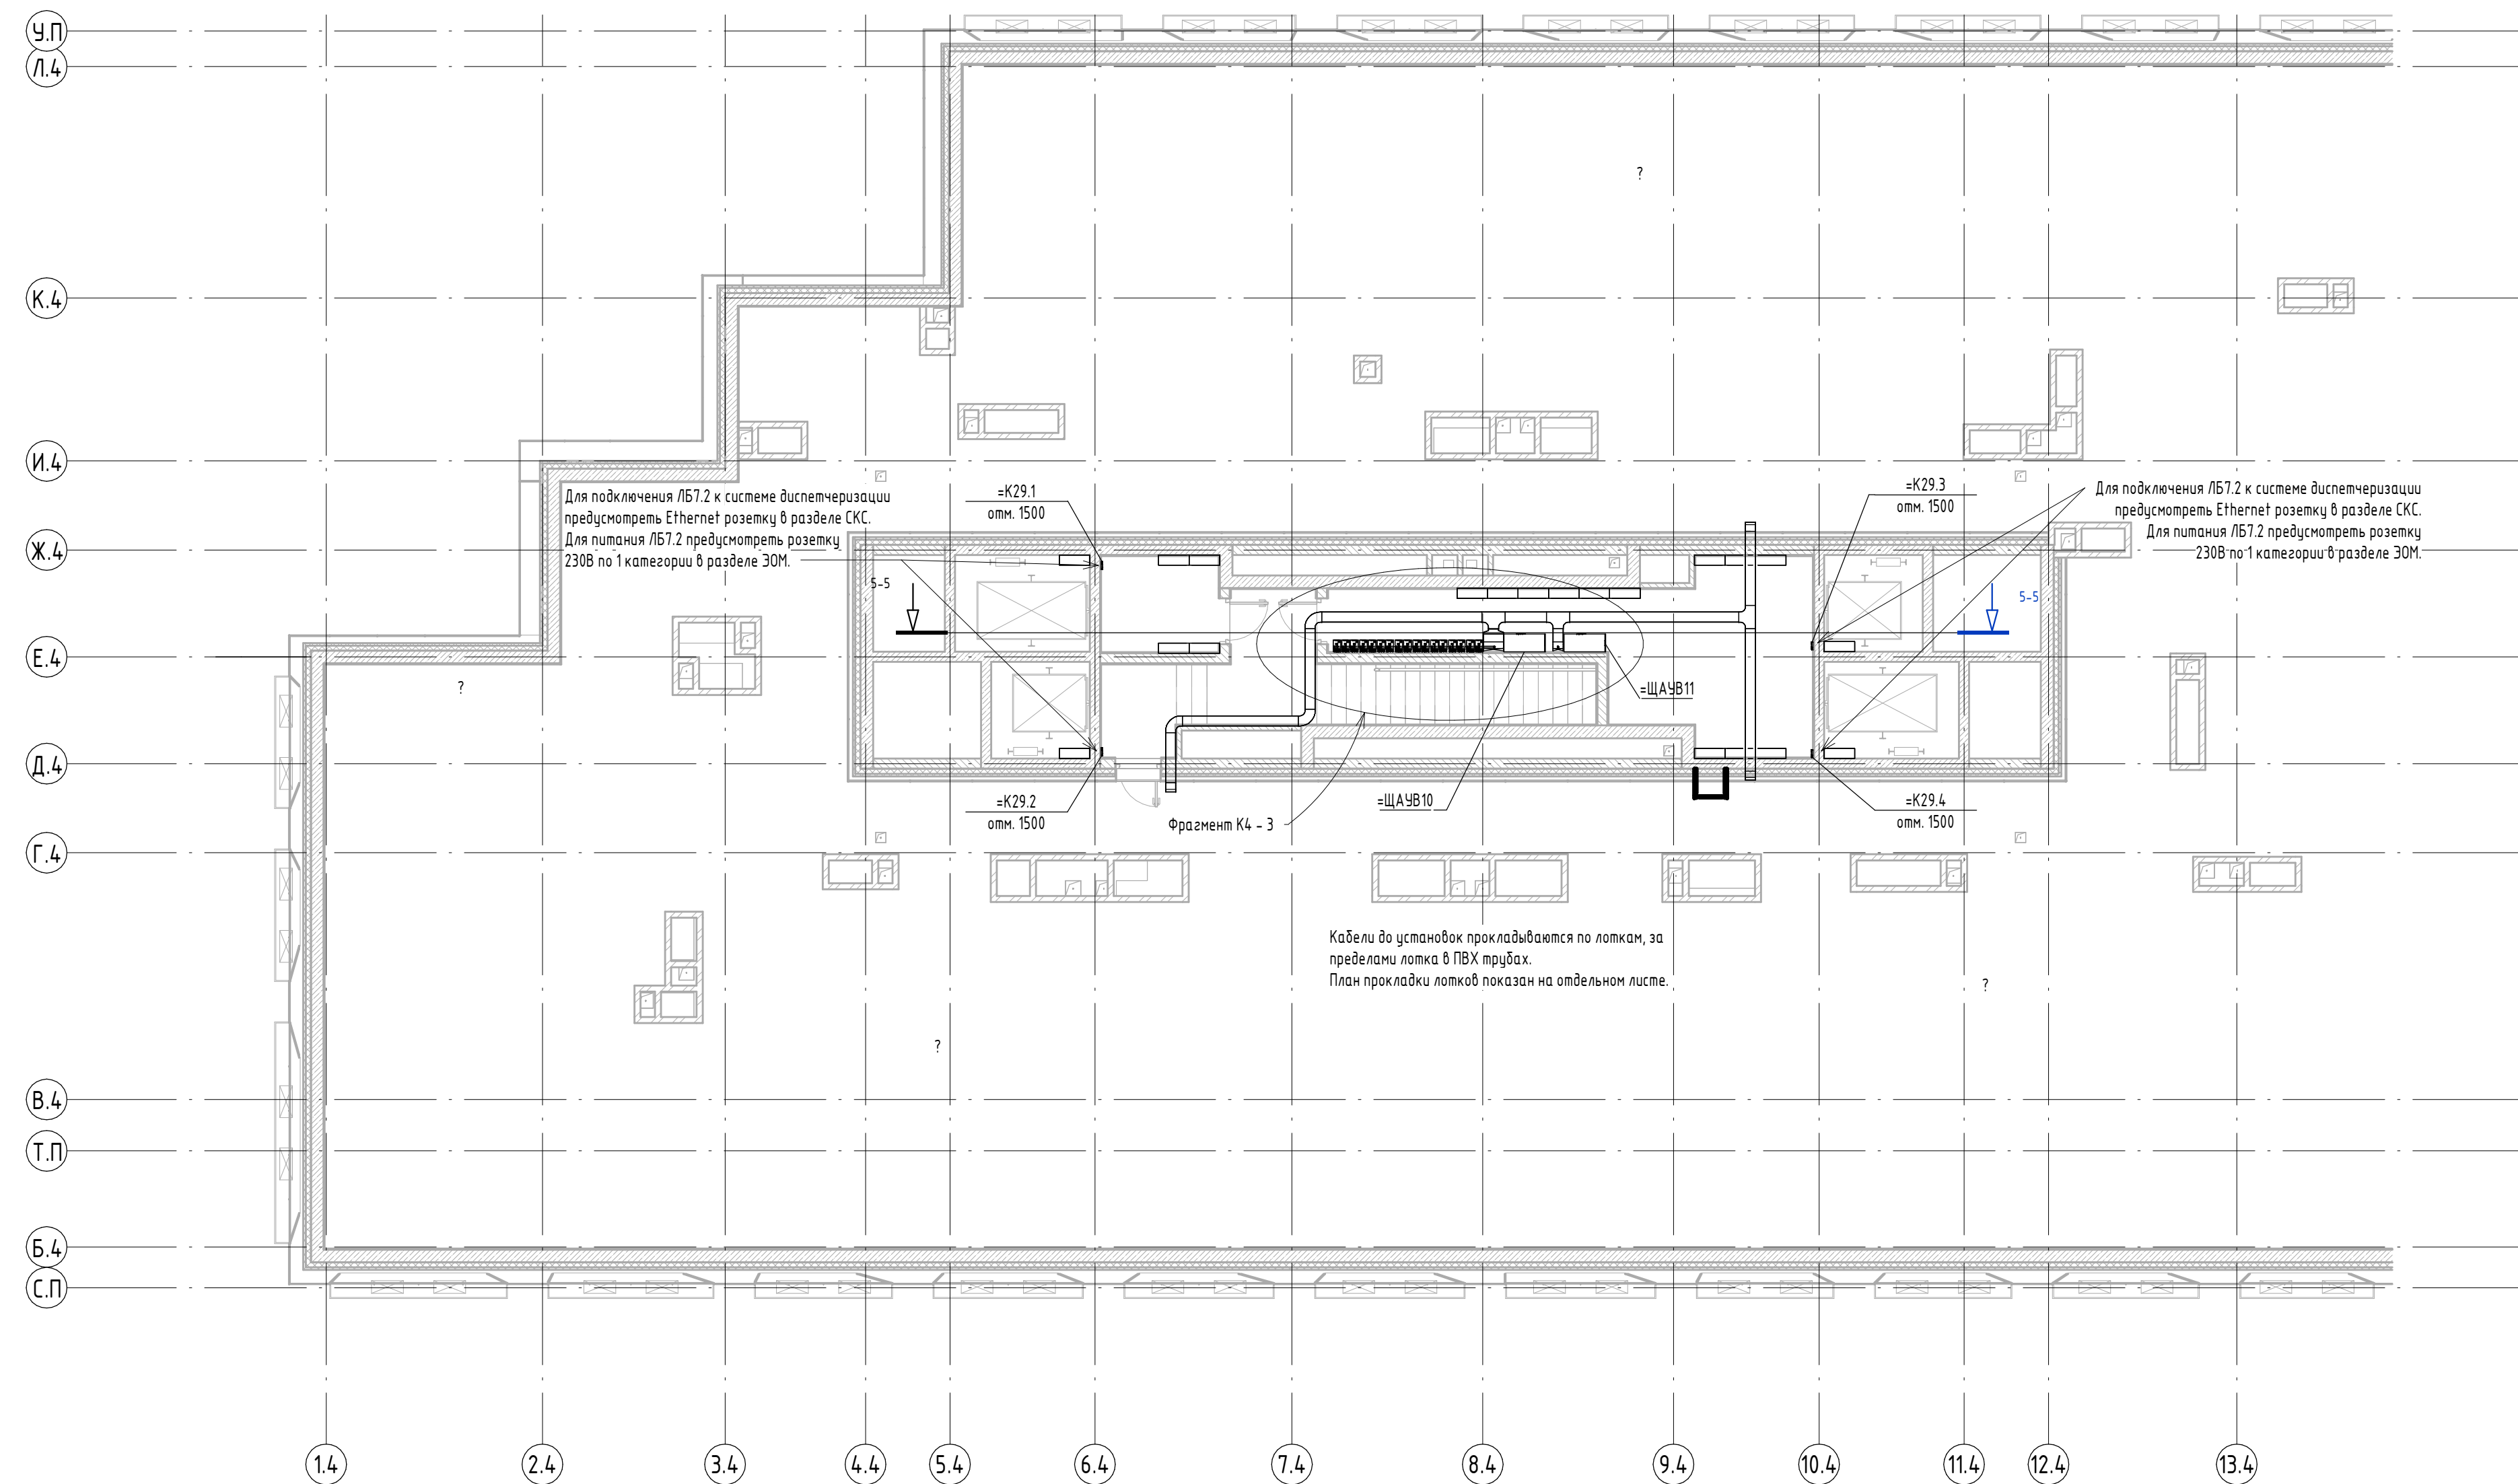 У.П
Л.4
?
К.4
И.4
Для подключения ЛБ7.2 к системе диспетчеризации
предусмотреть Ethernet розетку в разделе СКС.
Для питания ЛБ7.2 предусмотреть розетку
230В по 1 категории в разделе ЭОМ.
=К29.1
отм. 1500
=К29.3
отм. 1500
Для подключения ЛБ7.2 к системе диспетчеризации
предусмотреть Ethernet розетку в разделе СКС.
Для питания ЛБ7.2 предусмотреть розетку
230В по 1 категории в разделе ЭОМ.
Ж.4
5-5
5-5
Е.4
?
=ЩАУВ11
Д.4
=К29.2
отм. 1500
Фрагмент К4 - 3
=ЩАУВ10
=К29.4
отм. 1500
Г.4
Кабели до установок прокладываются по лоткам, за
пределами лотка в ПВХ трубах.
План прокладки лотков показан на отдельном листе.
?
?
В.4
Т.П
Б.4
С.П
1.4
2.4
3.4
4.4
5.4
6.4
7.4
8.4
9.4
10.4
11.4
12.4
13.4